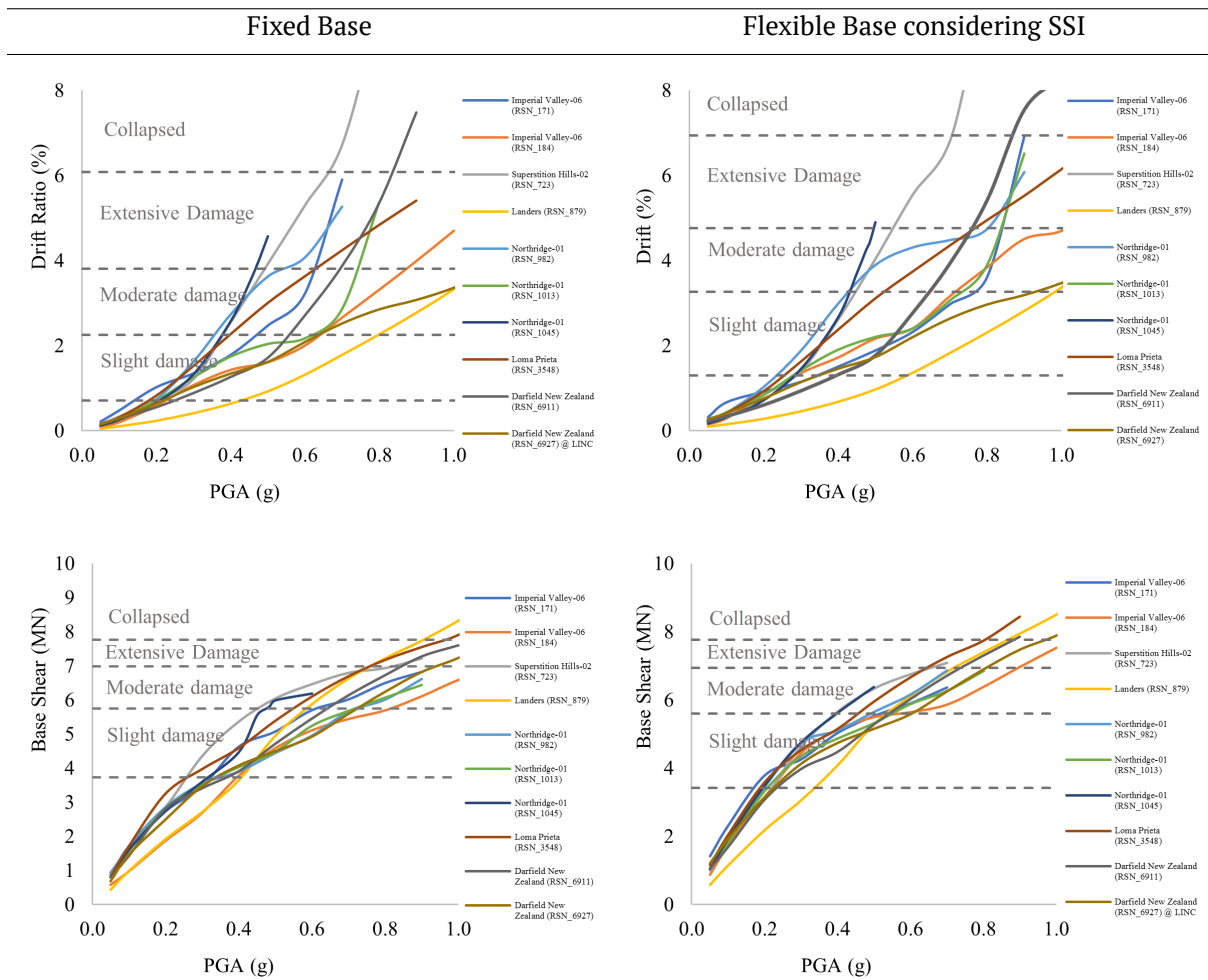 Fixed Base
Flexible Base considering SSI
Drift Ratio (%)
8
6
4
2
0
Collapsed
Extensive Damage
Moderate damage
Slight damage
0.0 0.2 0.4 0.6 0.8 1.0
PGA (g)
Imperial Valley-06
(RSN_171)
Imperial Valley-06
(RSN_184)
Superstition Hills-02
(RSN_723)
Landers (RSN_879)
Northridge-01
(RSN_982)
Northridge-01
(RSN_1013)
Northridge-01
(RSN_1045)
Loma Prieta
(RSN_3548)
Darfield New Zealand
(RSN_6911)
Darfield New Zealand
(RSN_6927) @ LINC
Drift (%)
8
6
4
2
0
Collapsed
Extensive Damage
Moderate damage
Slight damage
0.0 0.2 0.4 0.6 0.8 1.0
PGA (g)
Imperial Valley-06
(RSN_171)
Imperial Valley-06
(RSN_184)
Superstition Hills-02
(RSN_723)
Landers (RSN_879)
Northridge-01
(RSN_982)
Northridge-01
(RSN_1013)
Northridge-01
(RSN_1045)
Loma Prieta
(RSN_3548)
Darfield New Zealand
(RSN_6911)
Darfield New Zealand
(RSN_6927)
Base Shear (MN)
10
9
8
7
6
5
4
3
2
1
0
Collapsed
Extensive Damage
Moderate damage
Slight damage
0.0 0.2 0.4 0.6 0.8 1.0
PGA (g)
Imperial Valley-06
(RSN_171)
Imperial Valley-06
(RSN_184)
Superstition Hills-02
(RSN_723)
Landers (RSN_879)
Northridge-01
(RSN_982)
Northridge-01
(RSN_1013)
Northridge-01
(RSN_1045)
Loma Prieta
(RSN_3548)
Darfield New
Zealand (RSN_6911)
Darfield New
Zealand (RSN_6927)
Base Shear (MN)
10
9
8
7
6
5
4
3
2
1
0
Collapsed
Extensive Damage
Moderate damage
Slight damage
0.0 0.2 0.4 0.6 0.8 1.0
PGA (g)
Imperial Valley-06
(RSN_171)
Imperial Valley-06
(RSN_184)
Superstition Hills-02
(RSN_723)
Landers (RSN_879)
Northridge-01
(RSN_982)
Northridge-01
(RSN_1013)
Northridge-01
(RSN_1045)
Loma Prieta
(RSN_3548)
Darfield New Zealand
(RSN_6911)
Darfield New Zealand
(RSN_6927) @ LINC